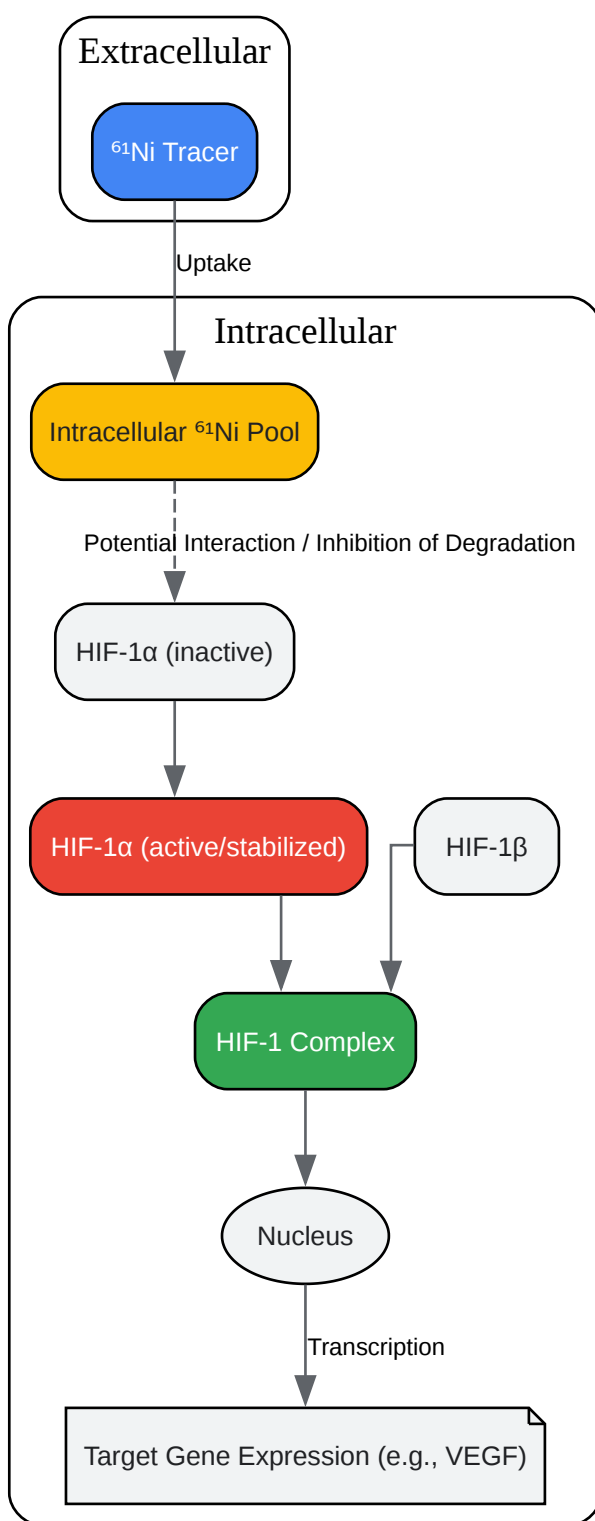 Extracellular
⁶¹Ni Tracer
Uptake
Intracellular
Intracellular ⁶¹Ni Pool
Potential Interaction / Inhibition of Degradation
HIF-1α (inactive)
HIF-1α (active/stabilized)
HIF-1β
HIF-1 Complex
Nucleus
Transcription
Target Gene Expression (e.g., VEGF)